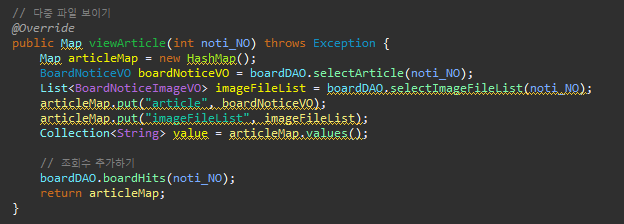 // 다중 파일 보이기
@Override
public Map viewArticle(int noti_NO) throws Exception {
Map articleMap = new HashMap();
BoardNoticeVO boardNoticeVO = boardDAO.selectArticle(noti_NO);
List<BoardNoticeImageVO> imageFileList = boardDAO.selectImageFileList(noti_NO);
articleMap.put("article", boardNoticeVO);
articleMap.put("imageFileList", imageFileList);
Collection<String> value = articleMap.values();
// 조회수 추가하기
boardDAO.boardHits(noti_NO);
return articleMap;
}